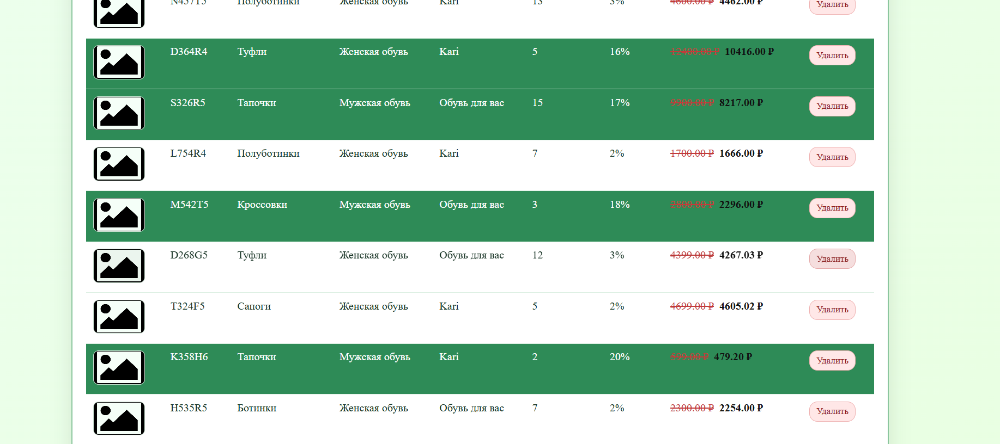 N457T5 Полуботинки Женская обувь Kari 13 3% 4600.00 ₽ 4462.00 ₽ Удалить
D364R4 Туфли Женская обувь Kari 5 16% 12400.00 ₽ 10416.00 ₽ Удалить
S326R5 Тапочки Мужская обувь Обувь для вас 15 17% 9900.00 ₽ 8217.00 ₽ Удалить
L754R4 Полуботинки Женская обувь Kari 7 2% 1700.00 ₽ 1666.00 ₽ Удалить
M542T5 Кроссовки Мужская обувь Обувь для вас 3 18% 2800.00 ₽ 2296.00 ₽ Удалить
D268G5 Туфли Женская обувь Обувь для вас 12 3% 4399.00 ₽ 4267.03 ₽ Удалить
T324F5 Сапоги Женская обувь Kari 5 2% 4699.00 ₽ 4605.02 ₽ Удалить
K358H6 Тапочки Мужская обувь Kari 2 20% 599.00 ₽ 479.20 ₽ Удалить
H535R5 Ботинки Женская обувь Обувь для вас 7 2% 2300.00 ₽ 2254.00 ₽ Удалить